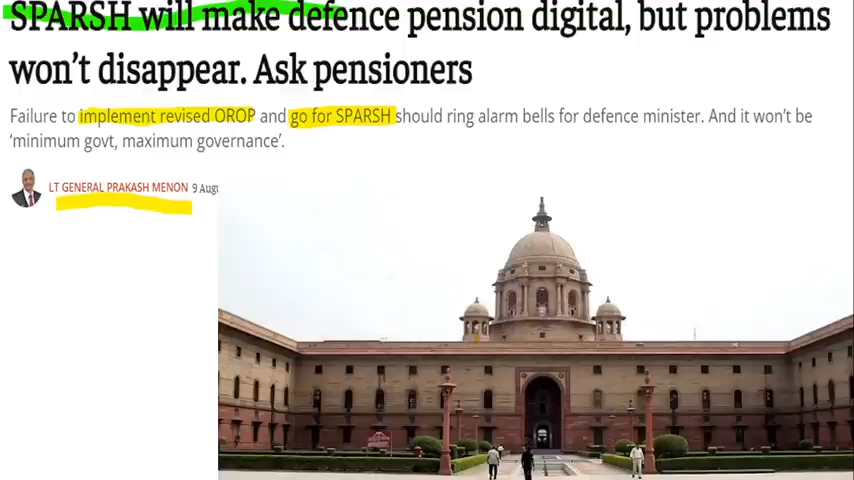 SPARSH will make defence pension digital, but problems
won't disappear. Ask pensioners
Failure to implement revised OROP and go for SPARSH should ring alarm bells for defence minister. And it won't be
‘minimum govt, maximum governance’.
LT GENERAL PRAKASH MENON 9 Augu